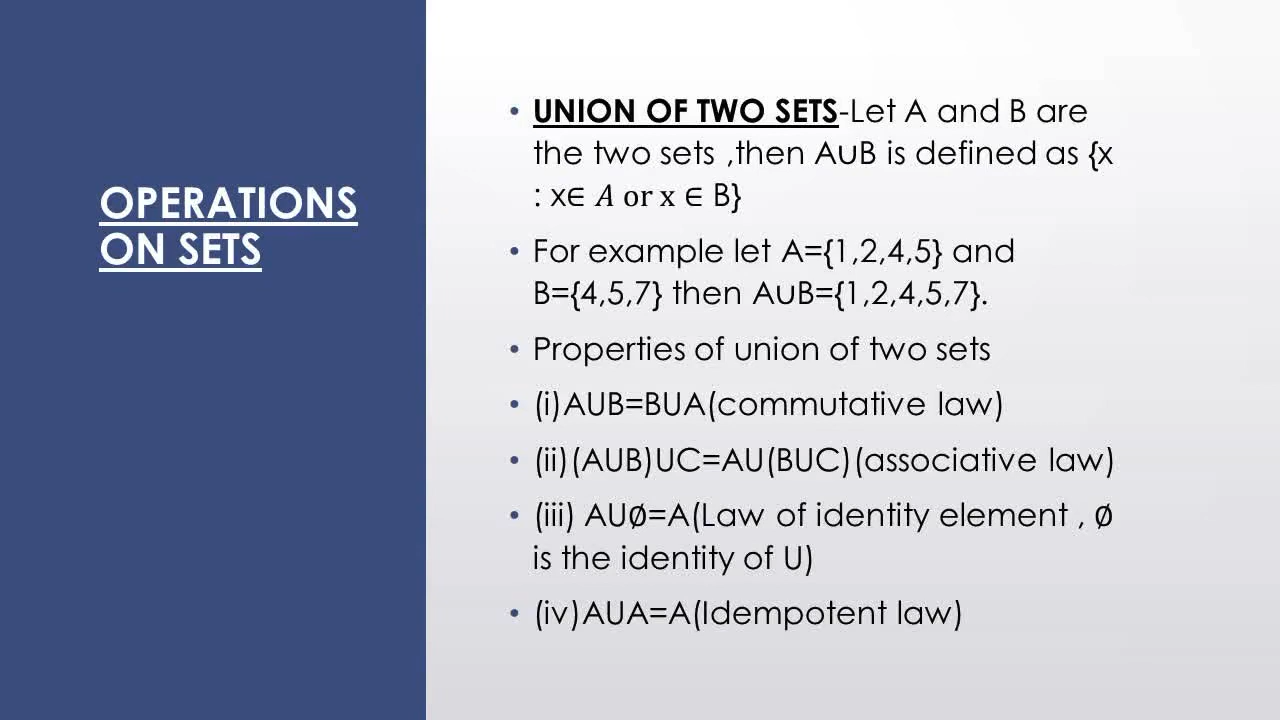 OPERATIONS
ON SETS
• UNION OF TWO SETS-Let A and B are
the two sets ,then A∪B is defined as {x
: x∈ 𝐴 or x ∈ B}
• For example let A={1,2,4,5} and
B={4,5,7} then A∪B={1,2,4,5,7}.
• Properties of union of two sets
• (i)AUB=BUA(commutative law)
• (ii)(AUB)UC=AU(BUC)(associative law)
• (iii) AU∅=A(Law of identity element , ∅
is the identity of U)
• (iv)AUA=A(Idempotent law)